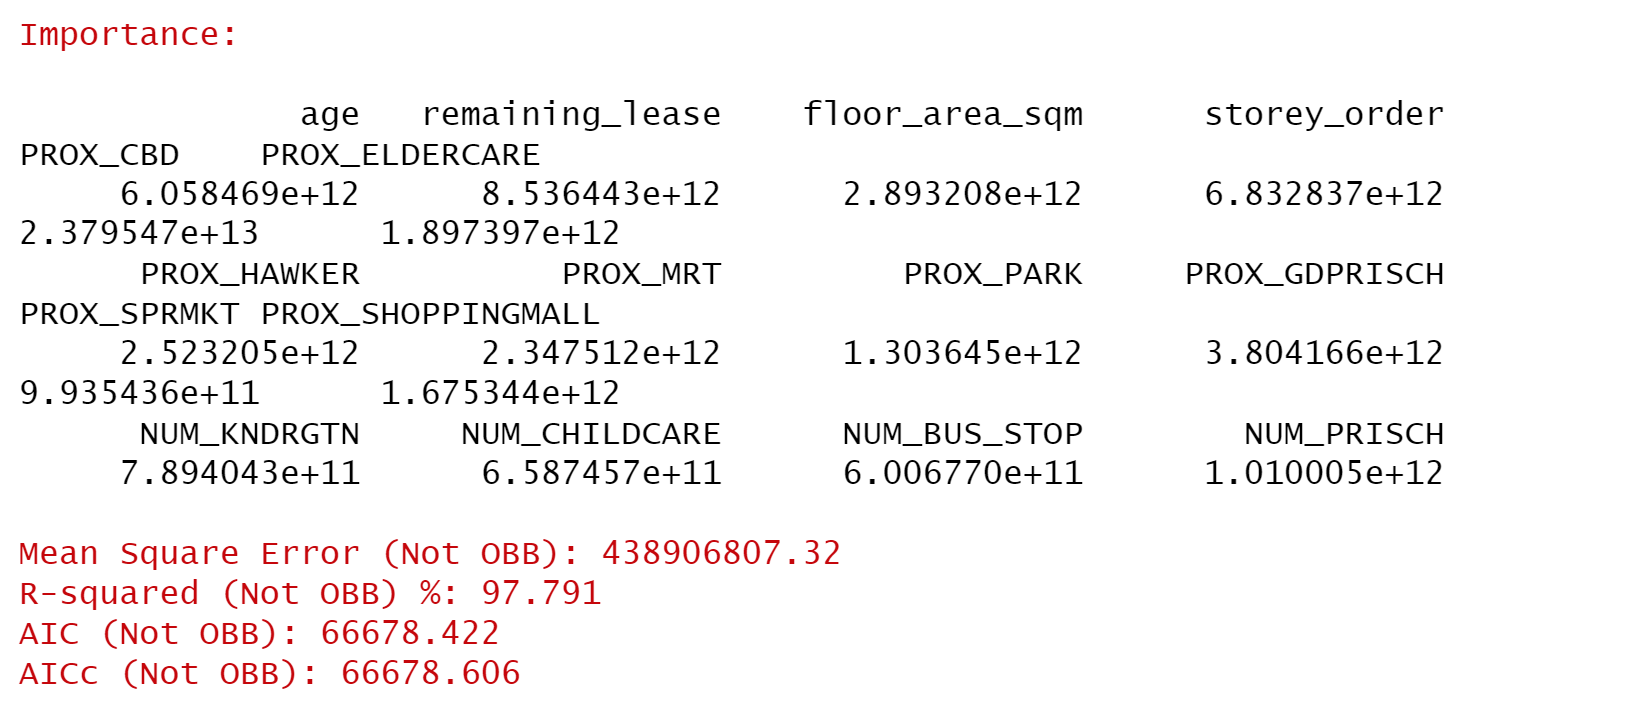 Importance:
age remaining_lease floor_area_sqm storey_order
PROX_CBD PROX_ELDERCARE
6.058469e+12 8.536443e+12 2.893208e+12 6.832837e+12
2.379547e+13 1.897397e+12
PROX_HAWKER PROX_MRT PROX_PARK PROX_GDPRISCH
PROX_SPRMKT PROX_SHOPPINGMALL
2.523205e+12 2.347512e+12 1.303645e+12 3.804166e+12
9.935436e+11 1.675344e+12
NUM_KNDRGTN NUM_CHILDCARE NUM_BUS_STOP NUM_PRISCH
7.894043e+11 6.587457e+11 6.006770e+11 1.010005e+12
Mean Square Error (Not OBB): 438906807.32
R-squared (Not OBB) %: 97.791
AIC (Not OBB): 66678.422
AICc (Not OBB): 66678.606